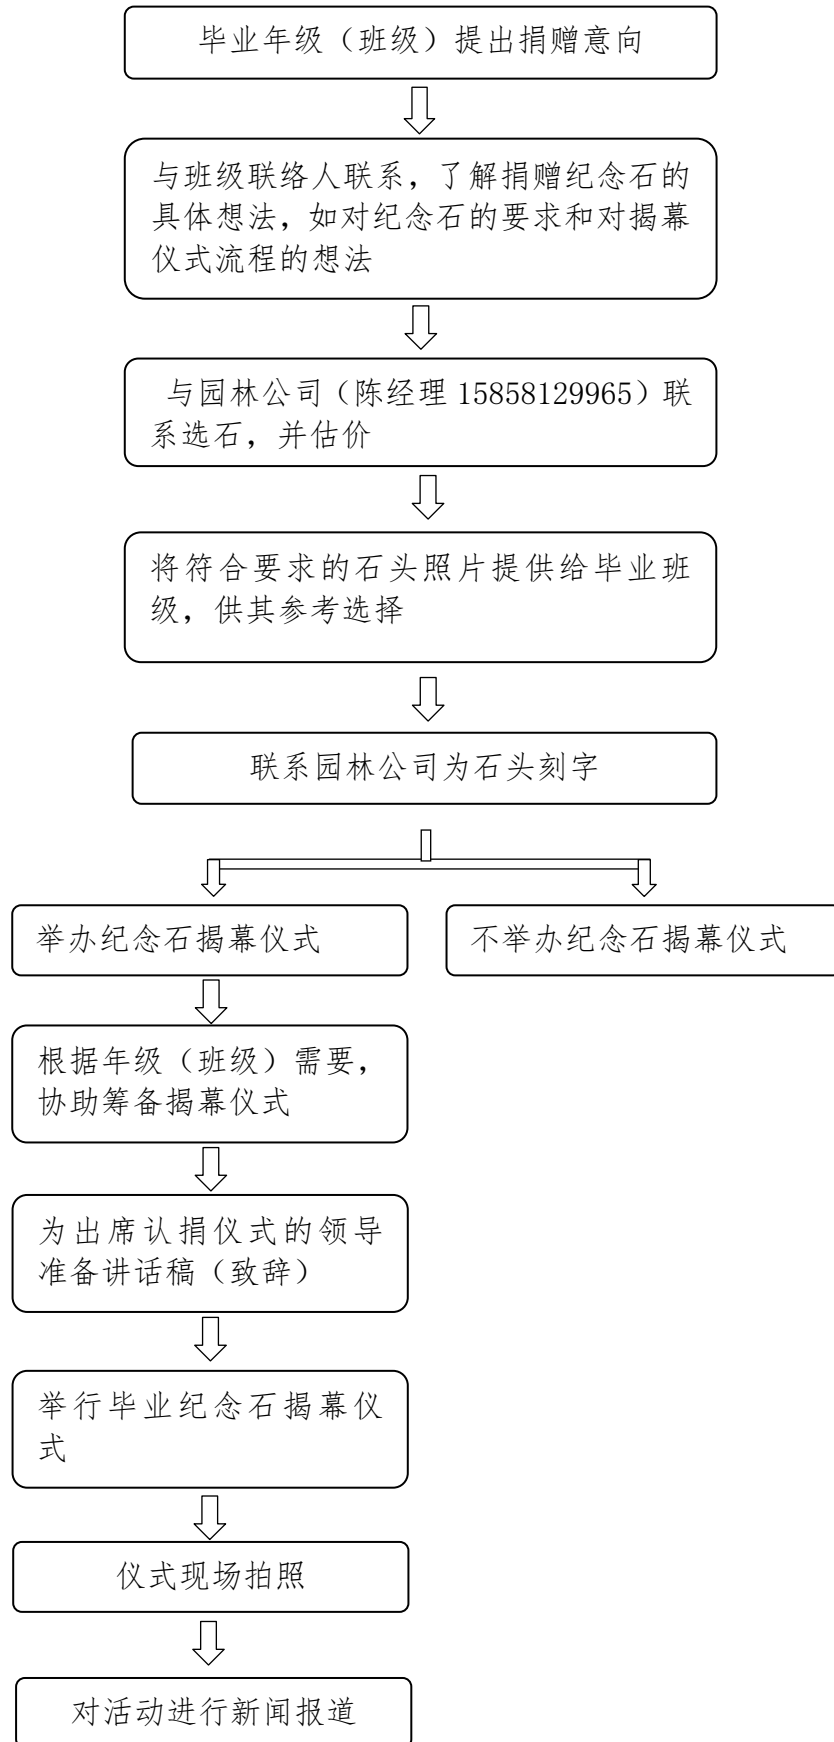 毕业年级（班级）提出捐赠意向
与班级联络人联系，了解捐赠纪念石的
具体想法，如对纪念石的要求和对揭幕
仪式流程的想法
与园林公司（陈经理 15858129965）联
系选石，并估价
将符合要求的石头照片提供给毕业班
级，供其参考选择
联系园林公司为石头刻字
举办纪念石揭幕仪式
不举办纪念石揭幕仪式
根据年级（班级）需要，
协助筹备揭幕仪式
为出席认捐仪式的领导
准备讲话稿（致辞）
举行毕业纪念石揭幕仪
式
仪式现场拍照
对活动进行新闻报道